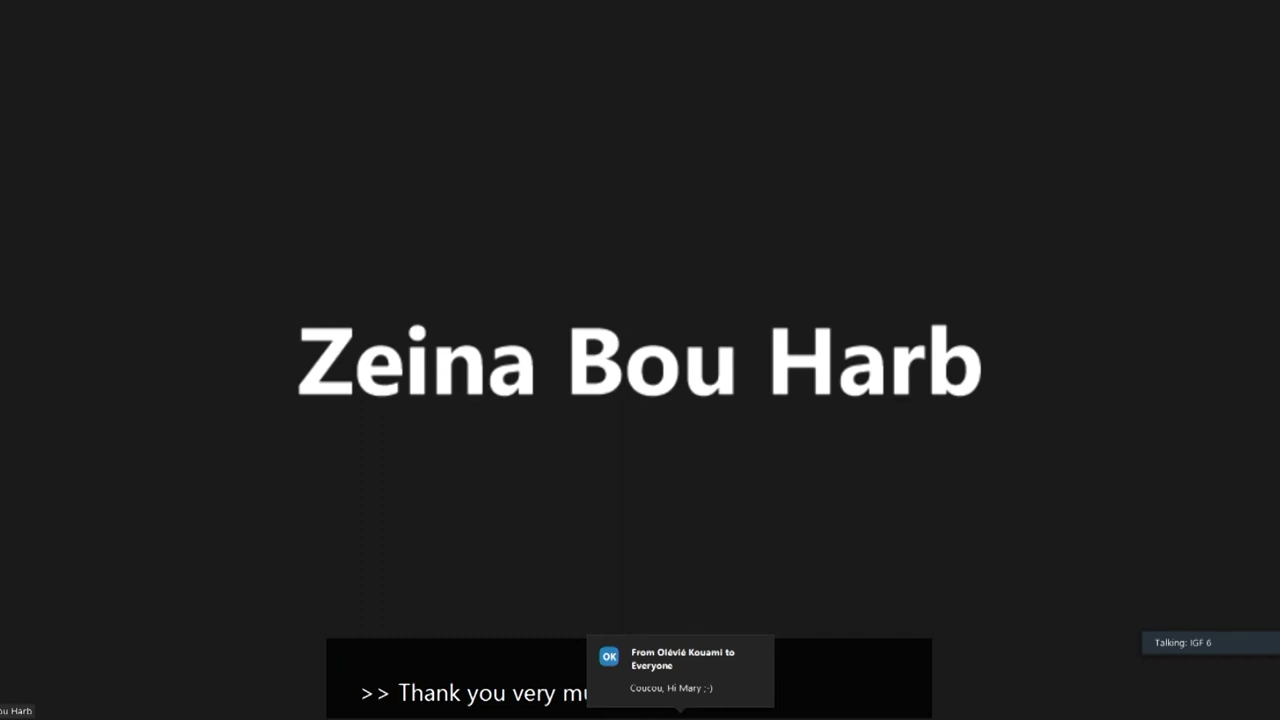 Zeina Bou Harb
Talking: IGF 6
OK
From Olévié Kouami to
Everyone
Coucou, Hi Mary ;-)
>> Thank you very mu
ou Harb